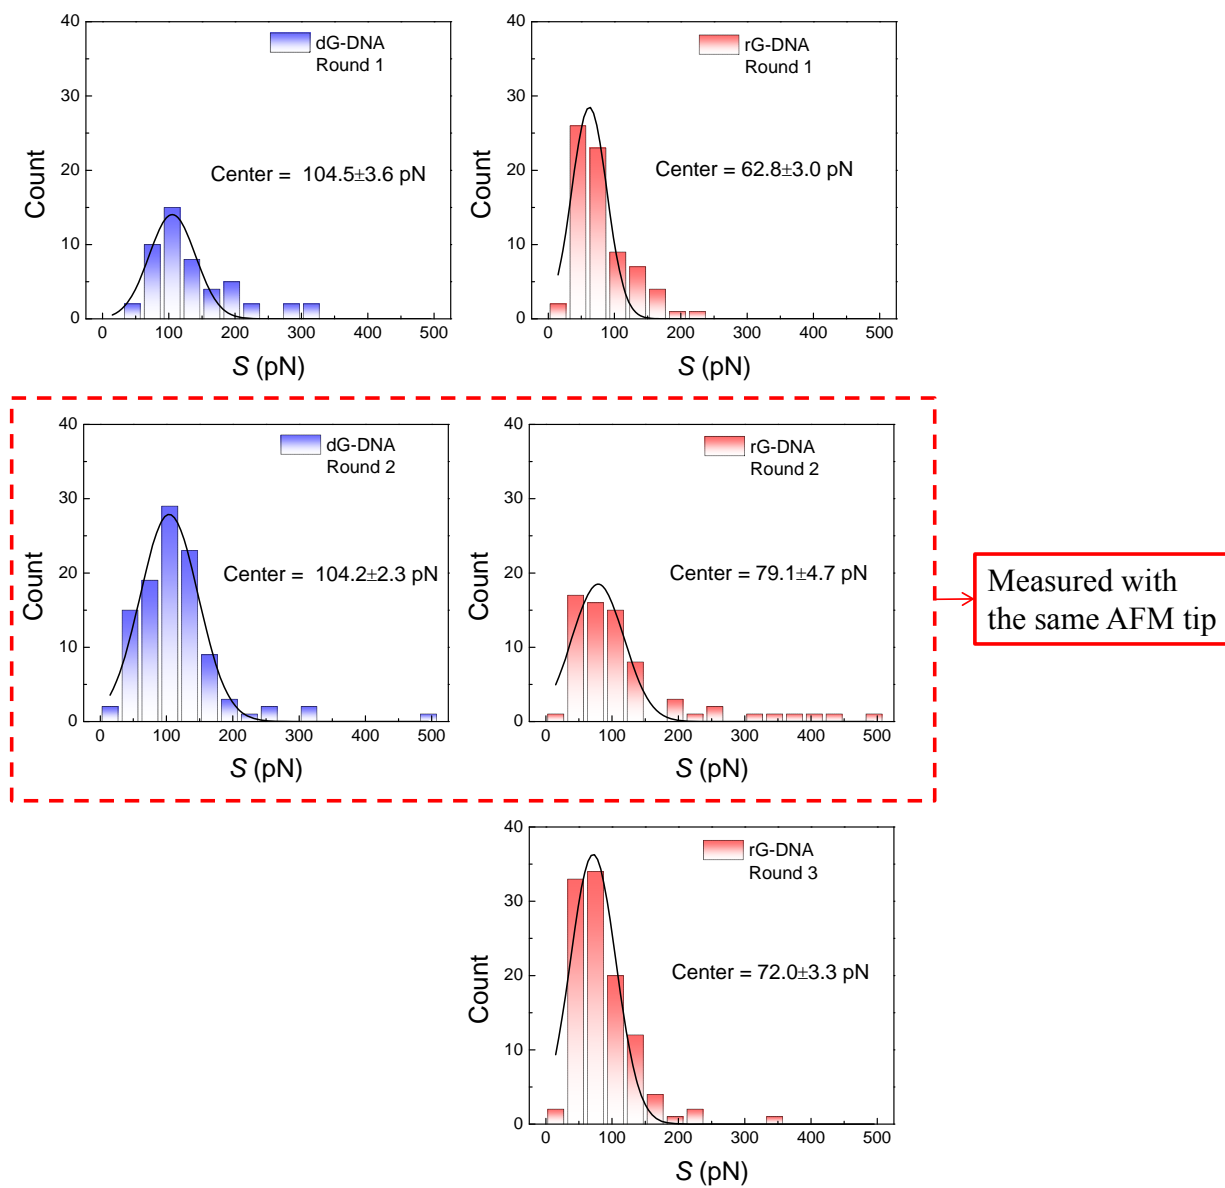 40
30
20
10
0
Count
dG-DNA
Round 1
Center = 104.5±3.6 pN
0 100 200 300 400 500
S (pN)
40
30
20
10
0
Count
rG-DNA
Round 1
Center = 62.8±3.0 pN
0 100 200 300 400 500
S (pN)
40
30
20
10
0
Count
dG-DNA
Round 2
Center = 104.2±2.3 pN
0 100 200 300 400 500
S (pN)
40
30
20
10
0
Count
rG-DNA
Round 2
Center = 79.1±4.7 pN
0 100 200 300 400 500
S (pN)
Measured with
the same AFM tip
40
30
20
10
0
Count
rG-DNA
Round 3
Center = 72.0±3.3 pN
0 100 200 300 400 500
S (pN)